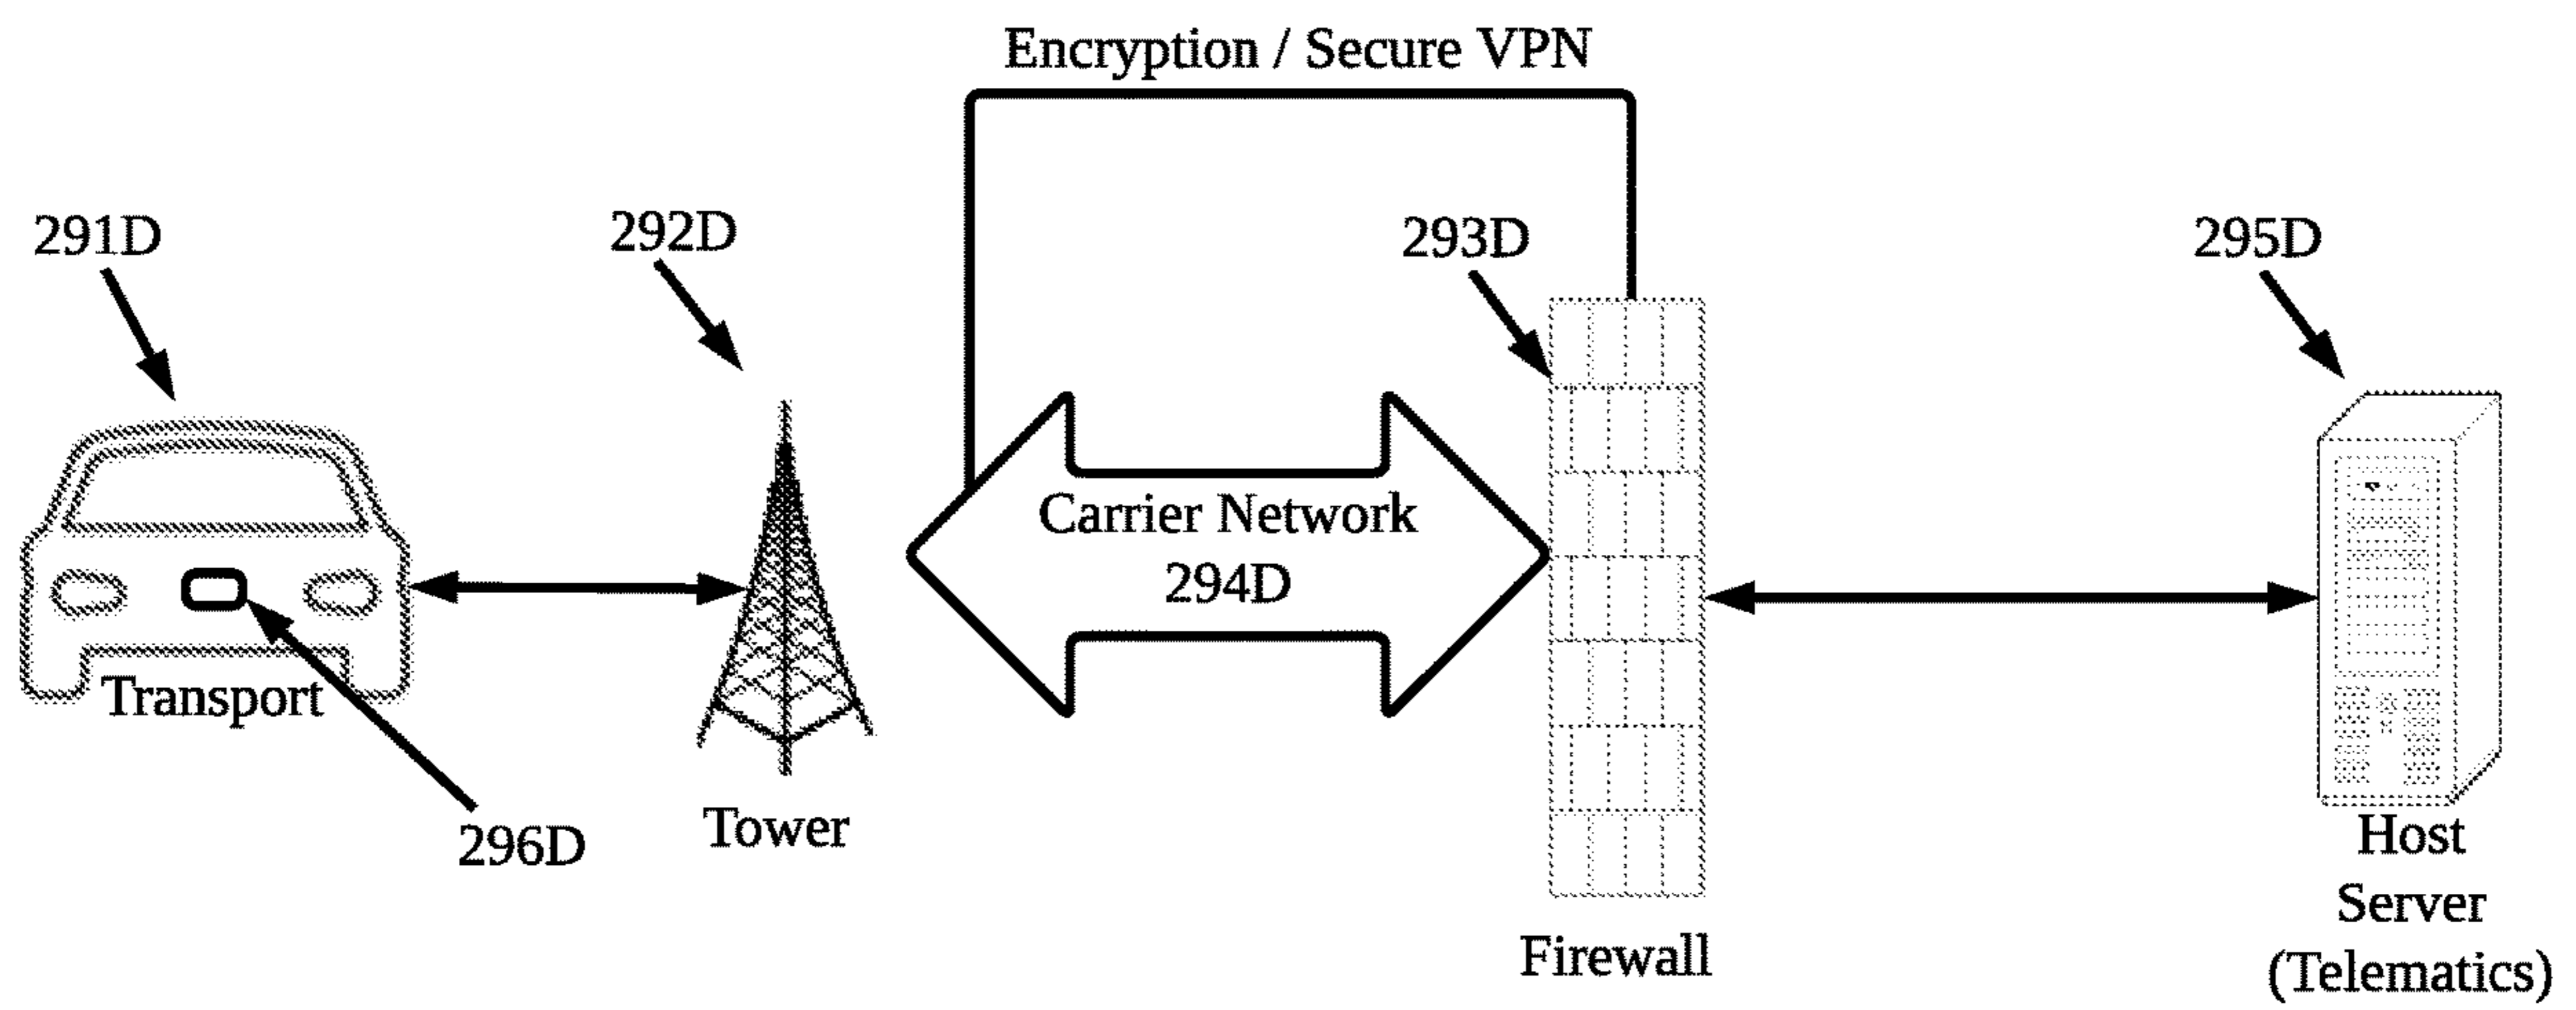 Encryption / Secure VPN
291D
292D
293D
295D
Carrier Network
294D
Transport
296D
Tower
Firewall
Host
Server
(Telematics)